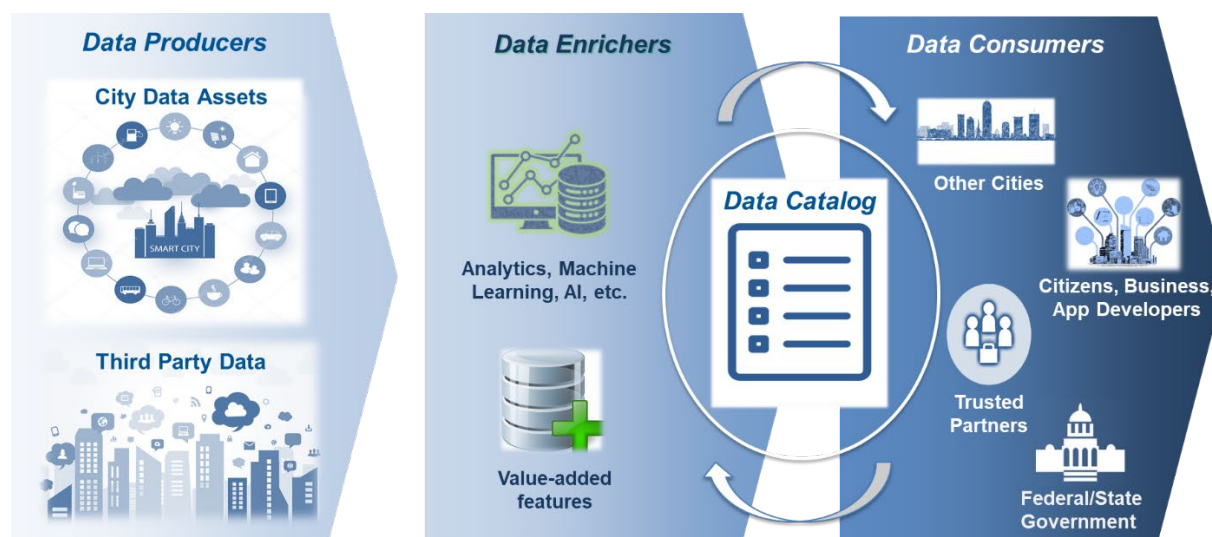 Data Producers
City Data Assets
SMART CITY
Third Party Data
Data Enrichers
Analytics, Machine
Learning, AI, etc.
Value-added
features
Data Catalog
Data Consumers
Other Cities
Citizens, Business,
App Developers
Trusted
Partners
Federal/State
Government